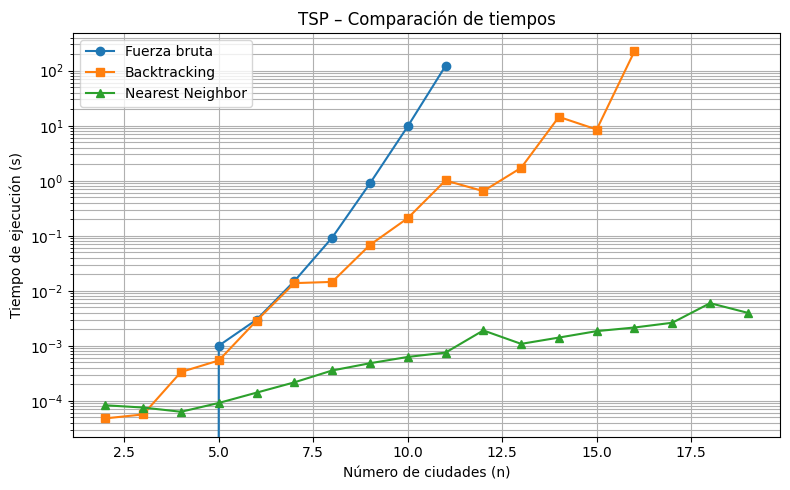 TSP – Comparación de tiempos
Fuerza bruta
Backtracking
Nearest Neighbor
Tiempo de ejecución (s)
10²
10¹
10⁰
10⁻¹
10⁻²
10⁻³
10⁻⁴
2.5 5.0 7.5 10.0 12.5 15.0 17.5
Número de ciudades (n)